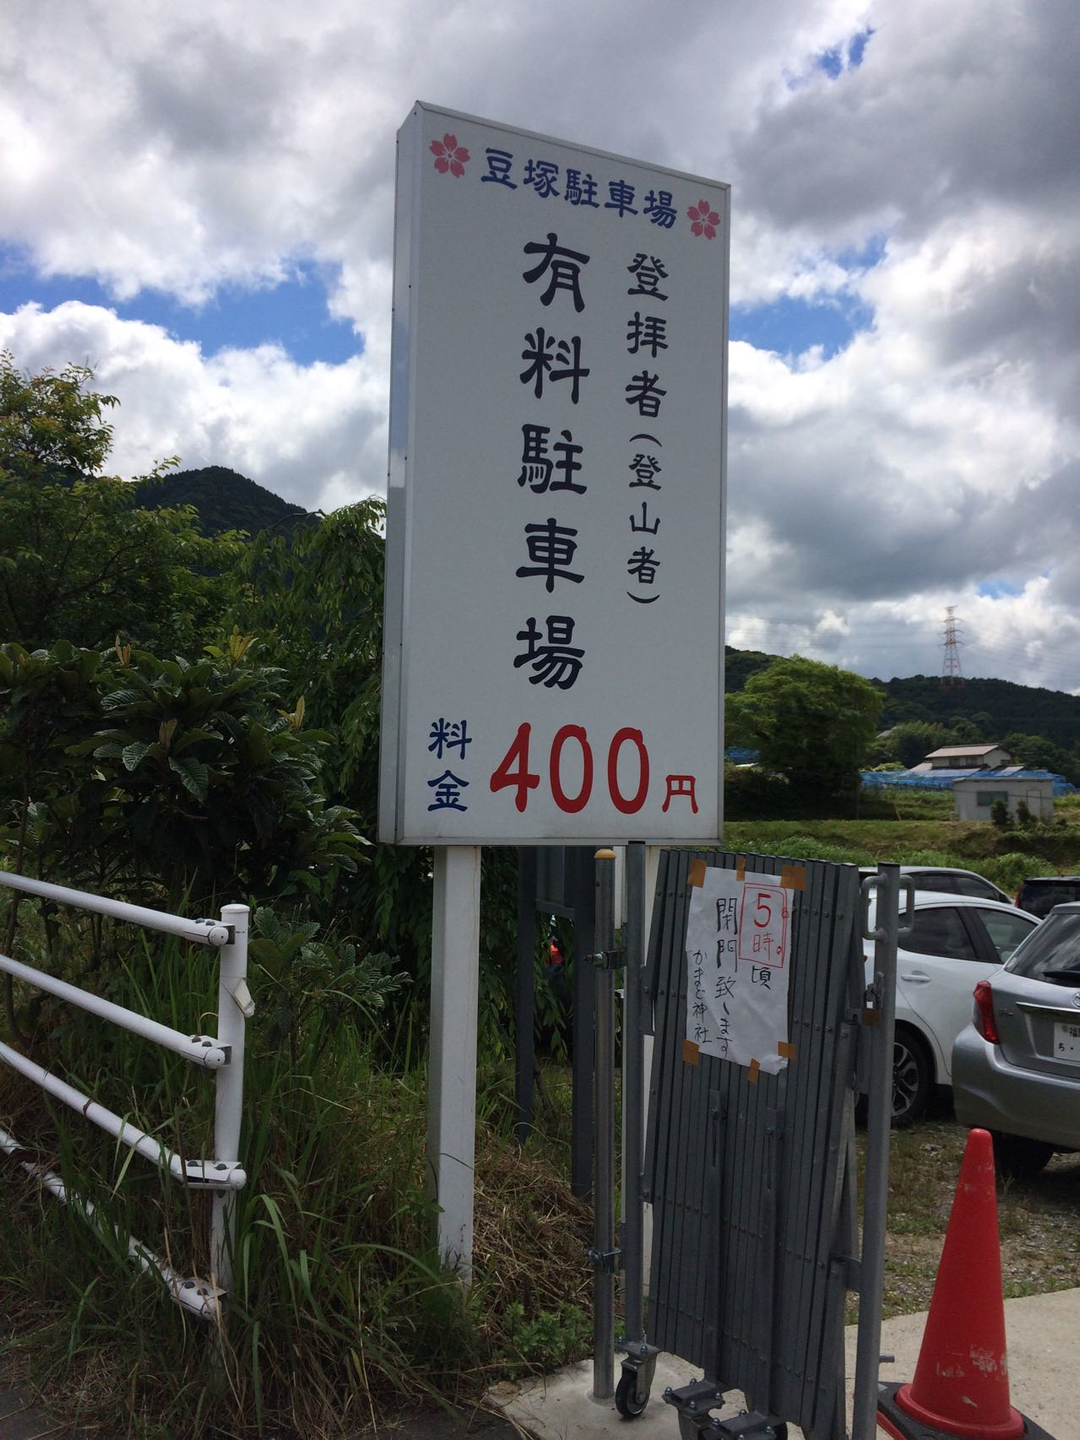 豆塚駐車場
登拝者(登山者)
有料駐車場
料金
400円
5時頃
開門致します
かまど神社